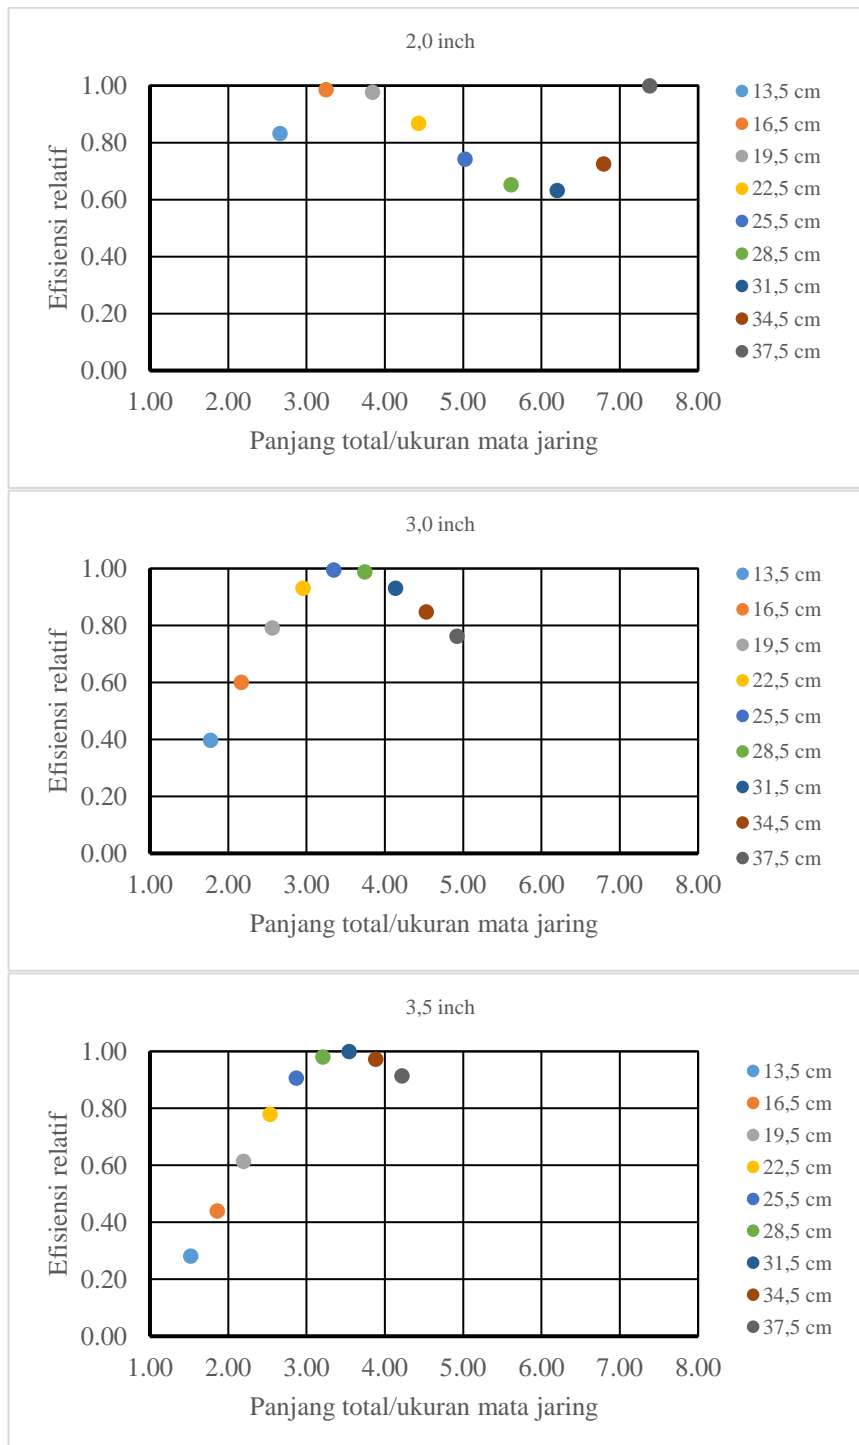 2,0 inch
Efisiensi relatif
1.00
0.80
0.60
0.40
0.20
0.00
1.00 2.00 3.00 4.00 5.00 6.00 7.00 8.00
Panjang total/ukuran mata jaring
13,5 cm
16,5 cm
19,5 cm
22,5 cm
25,5 cm
28,5 cm
31,5 cm
34,5 cm
37,5 cm
3,0 inch
Efisiensi relatif
1.00
0.80
0.60
0.40
0.20
0.00
1.00 2.00 3.00 4.00 5.00 6.00 7.00 8.00
Panjang total/ukuran mata jaring
13,5 cm
16,5 cm
19,5 cm
22,5 cm
25,5 cm
28,5 cm
31,5 cm
34,5 cm
37,5 cm
3,5 inch
Efisiensi relatif
1.00
0.80
0.60
0.40
0.20
0.00
1.00 2.00 3.00 4.00 5.00 6.00 7.00 8.00
Panjang total/ukuran mata jaring
13,5 cm
16,5 cm
19,5 cm
22,5 cm
25,5 cm
28,5 cm
31,5 cm
34,5 cm
37,5 cm